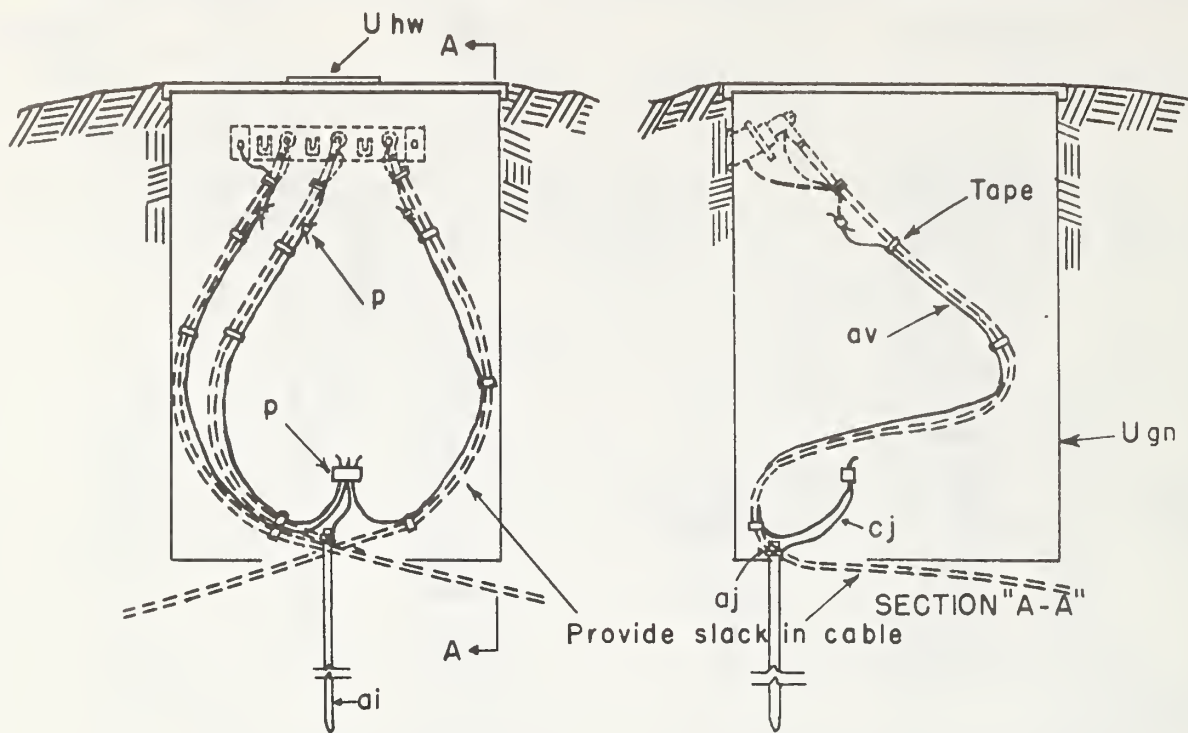 U hw
A
A
p
p
ai
Tape
av
U gn
cj
aj
SECTION "A-A"
Provide slack in cable